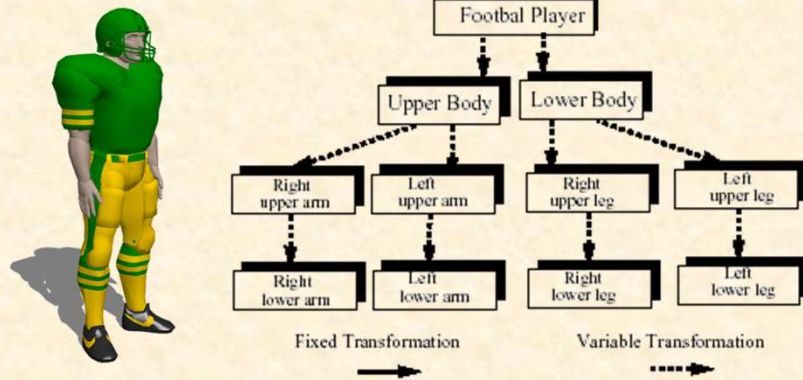 Footbal Player
Upper Body
Lower Body
Right
upper arm
Left
upper arm
Right
upper leg
Left
upper leg
Right
lower arm
Left
lower arm
Right
lower leg
Left
lower leg
Fixed Transformation
Variable Transformation